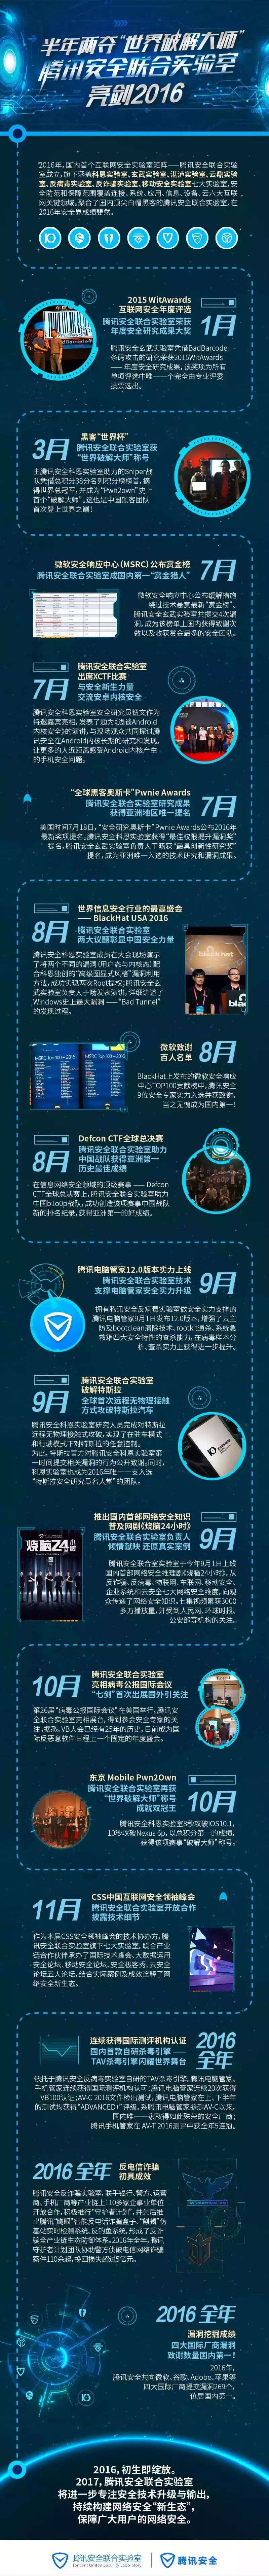 半年两夺“世界破解大师”
腾讯安全联合实验室
亮剑2016
2016年，国内首个互联网安全实验室矩阵——腾讯安全联合实验
室成立，旗下涵盖科恩实验室、玄武实验室、湛泸实验室、云鼎实验
室、反病毒实验室、反诈骗实验室、移动安全实验室七大实验室，安
全防范和保障范围覆盖连接、系统、应用、信息、设备、云六大互联
网关键领域。聚合了国内顶尖白帽黑客的腾讯安全联合实验室，在
2016年安全界成绩斐然。
2015 WitAwards
互联网安全年度评选
腾讯安全联合实验室荣获
年度安全研究成果大奖
1月
腾讯安全玄武实验室凭借BadBarcode
条码攻击的研究荣获2015WitAwards
—— 年度安全研究成果，该奖项为所有
单项评选中唯一一个完全由专业评委
投票选出。
3月
黑客“世界杯”
腾讯安全联合实验室获
“世界破解大师”称号
由腾讯安全科恩实验室助力的Sniper战
队凭借总积分38分名列积分榜榜首，摘
得世界总冠军，并成为“Pwn2own”史上
首个“破解大师”。这也是中国黑客团队
首次登上世界之巅！
微软安全响应中心（MSRC）公布赏金榜
腾讯安全联合实验室成国内第一“赏金猎人”
7月
微软安全响应中心公布缓解措施
绕过技术悬赏最新“赏金榜”。
腾讯安全玄武实验室共提交4次漏
洞，成为该榜单上国内获得致谢次
数以及收获赏金最多的安全团队。
7月
腾讯安全联合实验室
出席XCTF比赛
与安全新生力量
交流安卓内核安全
腾讯安全科恩实验室安全研究员钮文作为
特邀嘉宾亮相，发表了题为《浅谈Android
内核安全》的演讲，与现场观众共同探讨腾
讯安全在Android内核长期的研究和发现，
让更多的人近距离感受Android内核产生
的手机安全问题。
“全球黑客奥斯卡”Pwnie Awards
腾讯安全联合实验室研究成果
获得亚洲地区唯一提名
7月
美国时间7月18日，“安全研究奥斯卡”Pwnie Awards公布2016年
最新奖项提名。腾讯安全科恩实验室获得“最佳权限提升漏洞奖”
提名，腾讯安全玄武实验室负责人于旸获“最具创新性研究奖”
提名，成为亚洲唯一入选的技术研究和漏洞成果。
8月
世界信息安全行业的最高盛会
—— BlackHat USA 2016
腾讯安全联合实验室
两大议题彰显中国安全力量
腾讯安全科恩实验室成员在大会现场演示
了将两个不同的漏洞（用户态与内核态）结
合科恩独创的“高级图显式风格”漏洞利用
方法，成功实现两次Root提权；腾讯安全玄
武实验室负责人于旸发表演讲，详细讲述了
Windows史上最大漏洞 —— “Bad Tunnel”
的发现过程。
微软致谢
百人名单
8月
BlackHat上发布的微软安全响应
中心TOP100贡献榜中，腾讯安全
9位安全专家实力入选并获致谢，
当之无愧成为国内第一！
8月
Defcon CTF全球总决赛
腾讯安全联合实验室助力
中国战队获得亚洲第一
历史最佳成绩
在信息网络安全领域的顶级赛事 —— Defcon
CTF全球总决赛上，腾讯安全联合实验室助力
中国b1o0p战队，成功创造该项赛事中国战队
新的排名纪录，获得亚洲第一的好成绩。
腾讯电脑管家12.0版本实力上线
腾讯安全联合实验室技术
支撑电脑管家安全实力升级
9月
拥有腾讯安全反病毒实验室做安全实力支撑的
腾讯电脑管家9月1日发布12.0版本，增强了云主
防及bootclean清除技术、rootkit通杀、系统急
救箱四大安全特性的查杀能力，在病毒样本分
析、查杀实力上获得进一步提升。
9月
腾讯安全联合实验室
破解特斯拉
全球首次远程无物理接触
方式攻破特斯拉汽车
腾讯安全科恩实验室研究人员完成对特斯拉
远程无物理接触式攻破，实现了在驻车模式
和行驶模式下对特斯拉的任意控制。
为此，特斯拉官方对腾讯安全科恩实验室第
一时间提交相关漏洞的行为公开致谢。同时，
科恩实验室也成为2016年唯一一支入选
“特斯拉安全研究员名人堂”的团队。
推出国内首部网络安全知识
普及网剧《烧脑24小时》
腾讯安全联合实验室负责人
倾情献映 还原真实案例
9月
腾讯安全联合实验室于今年9月1日上线
国内首部网络安全推理剧《烧脑24小时》，从
反诈骗、反病毒、物联网、车联网、移动安全、
企业系统和云安全七大网络安全维度，向观
众传递了网络安全知识。七集视频累获3000
多万播放量，并受到人民网、环球时报、
公安部等机构的关注。
烧脑24小时
10月
腾讯安全联合实验室
亮相病毒公报国际会议
“七剑”首次出展国外引关注
第26届“病毒公报国际会议”在美国举行，腾讯安
全联合实验室亮相展台，得到参会安全专家的关
注。据悉，VB大会已经有25年的历史，目前成为国
际反恶意软件日程上一个固定的年度盛会。
东京 Mobile Pwn2Own
腾讯安全联合实验室再获
“世界破解大师”称号
成就双冠王
10月
腾讯安全科恩实验室8秒攻破iOS10.1，
10秒攻破Nexus 6p，以总积分第一的成绩，
获得该项赛事“破解大师”称号。
11月
CSS中国互联网安全领袖峰会
腾讯安全联合实验室开放合作
披露技术细节
作为本届CSS安全领袖峰会的技术协办方，腾
讯安全联合实验室旗下七大实验室，联合产业
链合作伙伴承办了国际技术峰会、大数据运用
安全论坛、移动安全论坛、安全极客秀、云安全
论坛五大论坛，结合实际案例及成效诠释了网
络安全新生态。
连续获得国际测评机构认证
国内首款自研杀毒引擎 ——
TAV杀毒引擎闪耀世界舞台
2016
全年
依托于腾讯安全反病毒实验室自研的TAV杀毒引擎，腾讯电脑管家、
手机管家连续获得国际测评机构认可：腾讯电脑管家连续20次获得
VB100认证；AV-C 2016文件检出测试，腾讯电脑管家在上、下半年
的测试均获得“ADVANCED+”评级，系腾讯电脑管家参测AV-C以来，
国内唯一一家取得如此殊荣的安全厂商；
腾讯手机管家在 AV-T 2016测评中获全年5连冠。
2016 全年
反电信诈骗
初具成效
腾讯安全反诈骗实验室，联手银行、警方、运营
商、手机厂商等产业链上110多家企事业单位
开放合作，积极推行“守护者计划”，并先后推
出腾讯“鹰眼”智能反电话诈骗盒子、“麒麟”伪
基站实时检测系统、反钓鱼系统，形成了反诈
骗全产业链生态防御体系。2016年全年，腾讯
守护者计划团队协助警方侦破电信网络诈骗
案件110余起，挽回损失超过5亿元。
2016 全年
漏洞挖掘成绩
四大国际厂商漏洞
致谢数量国内第一！
2016年，
腾讯安全共向微软、谷歌、Adobe、苹果等
四大国际厂商提交漏洞269个，
位居国内第一。
2016，初生即绽放。
2017，腾讯安全联合实验室
将进一步专注安全技术升级与输出，
持续构建网络安全“新生态”，
保障广大用户的网络安全。
腾讯安全联合实验室
Tencent United Security Laboratory
腾讯安全